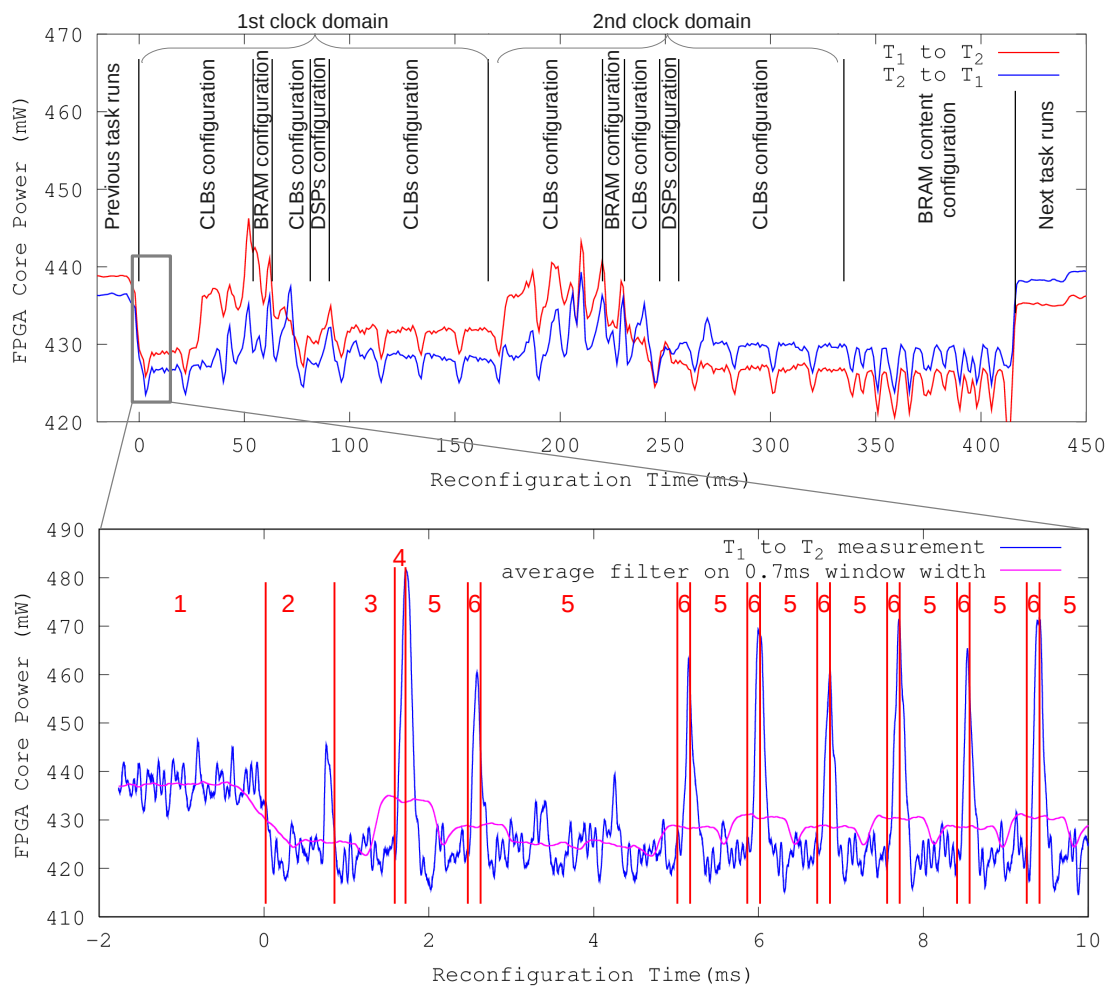 1st clock domain
2nd clock domain
470
460
450
440
430
420
FPGA Core Power (mW)
T1 to T2
T2 to T1
Previous task runs
CLBs configuration
BRAM configuration
CLBs configuration
DSPs configuration
CLBs configuration
CLBs configuration
BRAM configuration
CLBs configuration
DSPs configuration
CLBs configuration
BRAM content
configuration
Next task runs
0
50
100
150
200
250
300
350
400
450
Reconfiguration Time(ms)
490
480
470
460
450
440
430
420
410
FPGA Core Power (mW)
T1 to T2 measurement
average filter on 0.7ms window width
1
2
3
4
5
6
5
6
5
6
5
6
5
6
5
6
5
6
5
-2
0
2
4
6
8
10
Reconfiguration Time(ms)